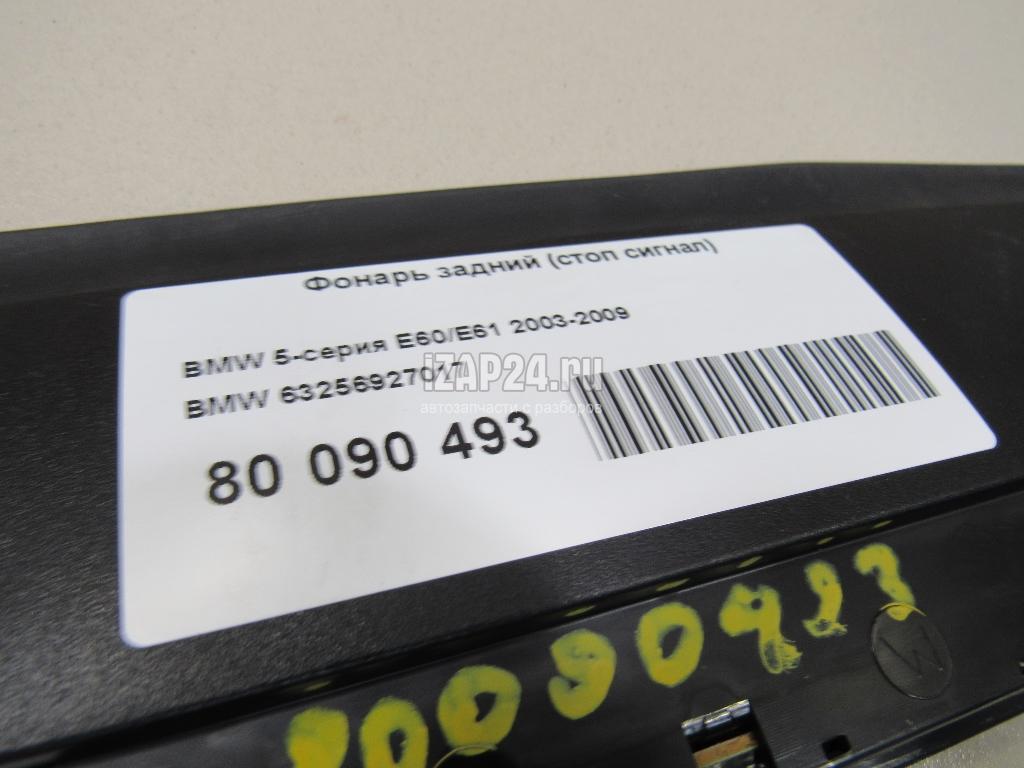 Фонарь задний (стоп сигнал)
BMW 5-серия E60/E61 2003-2009
BMW 63256927017
iZAP24.ru
автозапчасти с разборов
80 090 493
80090493
M